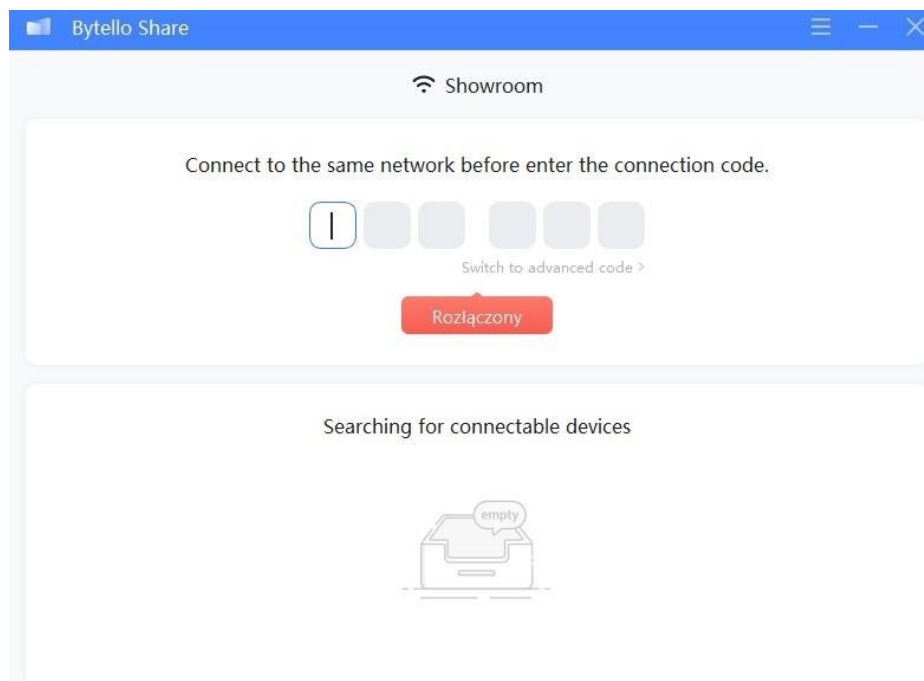 Bytello Share
Showroom
Connect to the same network before enter the connection code.
Switch to advanced code >
Rozłączony
Searching for connectable devices
empty